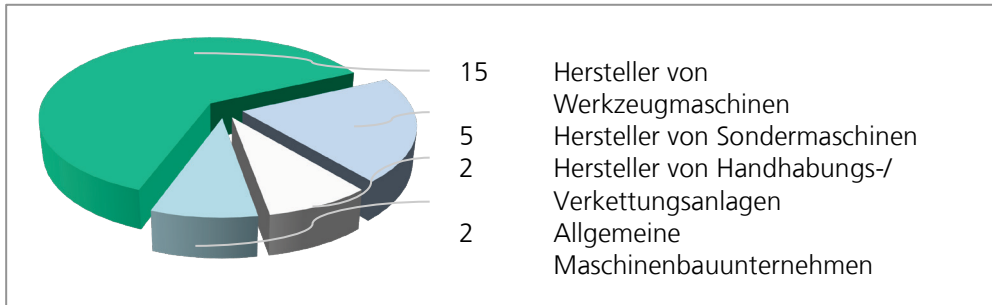 15 Hersteller von
Werkzeugmaschinen
5 Hersteller von Sondermaschinen
2 Hersteller von Handhabungs-/
Verkettungsanlagen
2 Allgemeine
Maschinenbauunternehmen